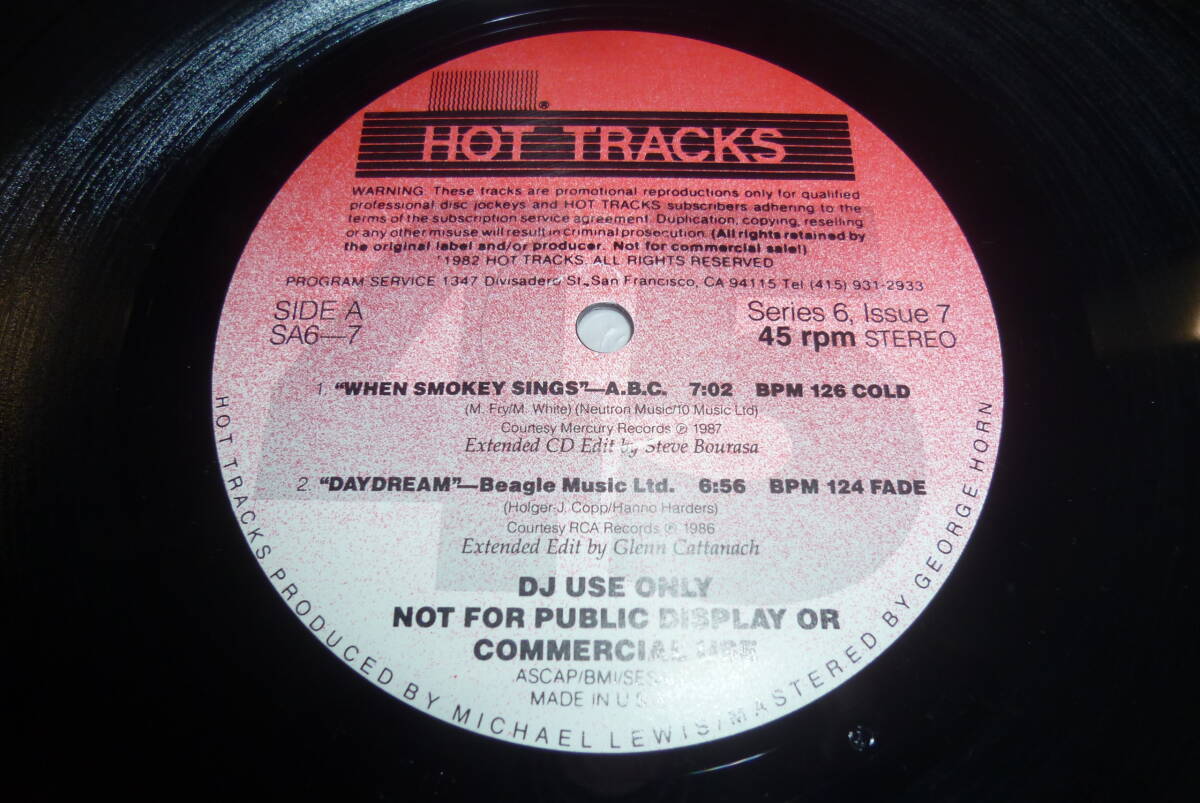 ®
HOT TRACKS
WARNING: These tracks are promotional reproductions only for qualified
professional disc jockeys and HOT TRACKS subscribers adhering to the
terms of the subscription service agreement. Duplication, copying, reselling
or any other misuse will result in criminal prosecution. (All rights retained by
the original label and/or producer. Not for commercial sale!)
1982 HOT TRACKS. ALL RIGHTS RESERVED
PROGRAM SERVICE 1347 Divisadero St., San Francisco, CA 94115 Tel (415) 931-2933
SIDE A
SA6—7
Series 6, Issue 7
45 rpm STEREO
1. “WHEN SMOKEY SINGS”—A.B.C. 7:02 BPM 126 COLD
(M. Fry/M. White) (Neutron Music/10 Music Ltd)
Courtesy Mercury Records ℗ 1987
Extended CD Edit by Steve Bourasa
2. “DAYDREAM”—Beagle Music Ltd. 6:56 BPM 124 FADE
(Holger-J. Copp/Hanno Harders)
Courtesy RCA Records ℗ 1986
Extended Edit by Glenn Cattanach
DJ USE ONLY
NOT FOR PUBLIC DISPLAY OR
COMMERCIAL USE
ASCAP/BMI/SES
MADE IN U S
HOT TRACKS PRODUCED BY MICHAEL LEWIS/MASTERED BY GEORGE HORN
45